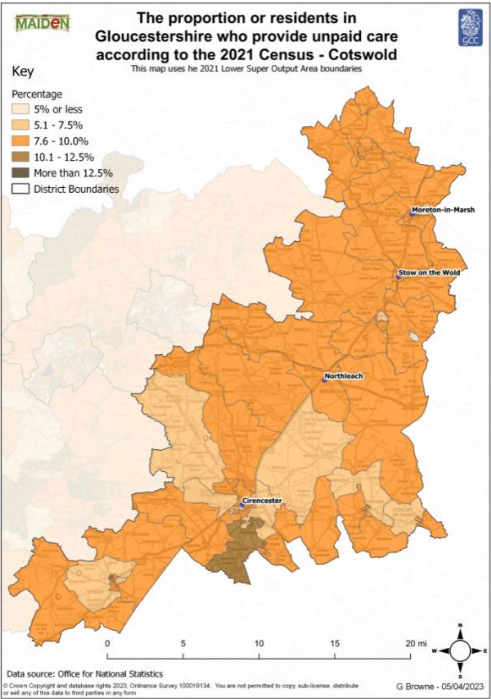 MAIDEN
The proportion or residents in
Gloucestershire who provide unpaid care
according to the 2021 Census - Cotswold
This map uses he 2021 Lower Super Output Area boundaries
GCC
Key
Percentage
5% or less
5.1 - 7.5%
7.6 - 10.0%
10.1 - 12.5%
More than 12.5%
District Boundaries
Moreton-in-Marsh
Stow on the Wold
Northleach
Cirencester
0 5 10 15 20 mi
N
W E
S
Data source: Office for National Statistics
© Crown Copyright and database rights 2023. Ordnance Survey 100019134. You are not permitted to copy, sub-license, distribute
or sell any of this data to third parties in any form
G Browne - 05/04/2023